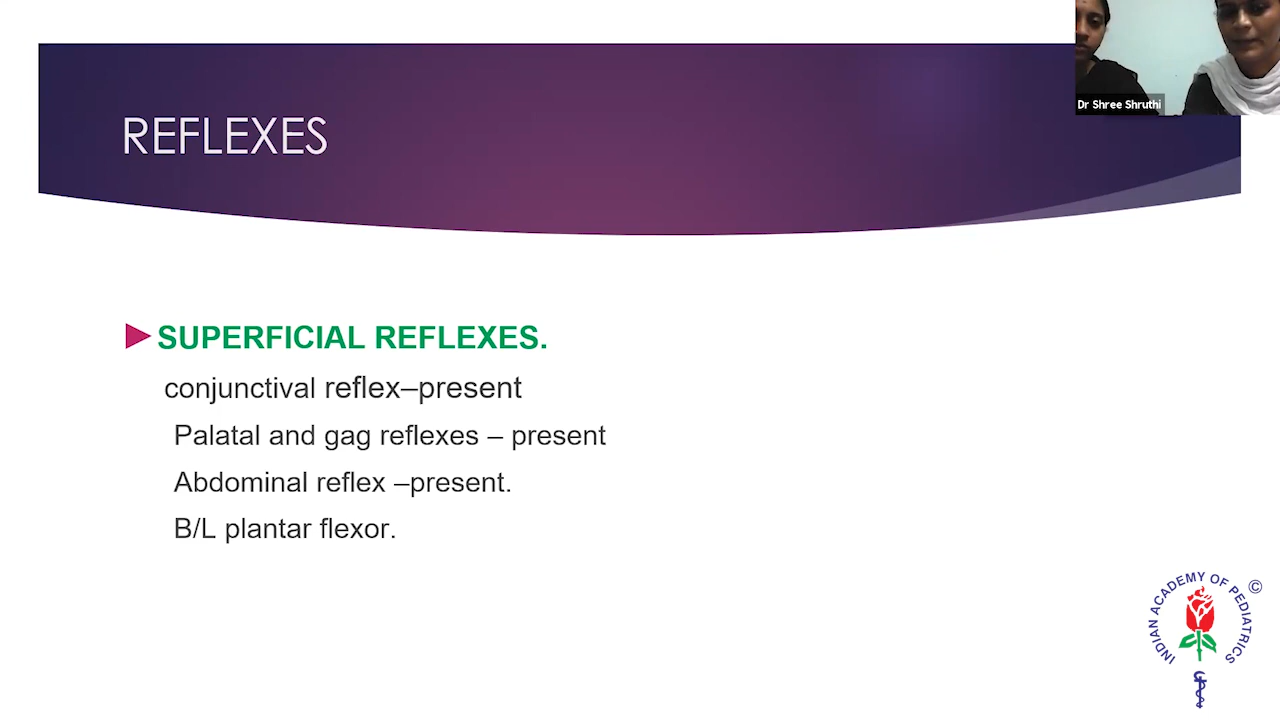 Dr Shree Shruthi
REFLEXES
SUPERFICIAL REFLEXES.
conjunctival reflex–present
Palatal and gag reflexes – present
Abdominal reflex –present.
B/L plantar flexor.
INDIAN ACADEMY OF PEDIATRICS
©